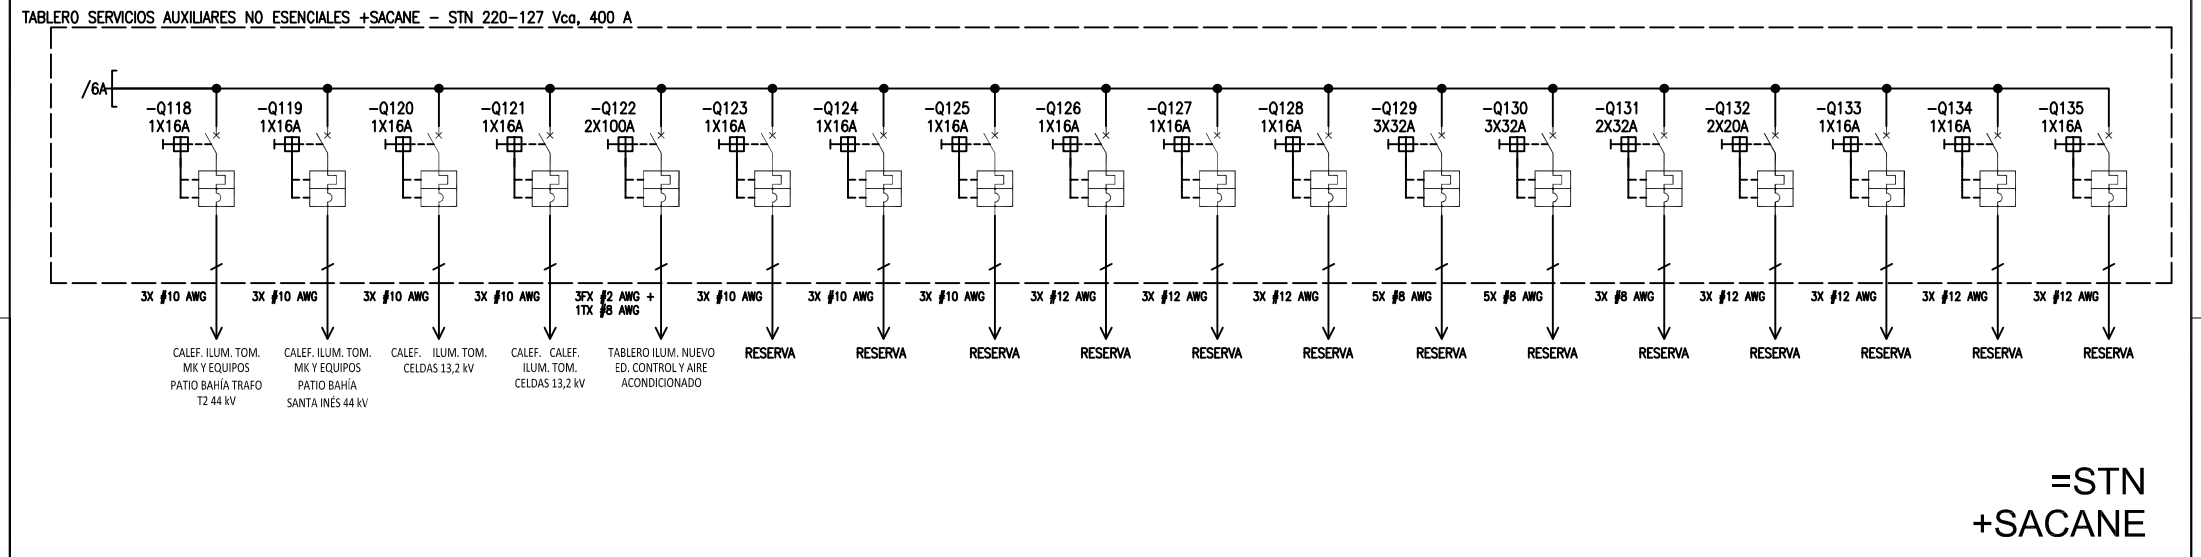 TABLERO SERVICIOS AUXILIARES NO ESENCIALES +SACANE - STN 220-127 Vca, 400 A
/6A
-Q118
1X16A
-Q119
1X16A
-Q120
1X16A
-Q121
1X16A
-Q122
2X100A
-Q123
1X16A
-Q124
1X16A
-Q125
1X16A
-Q126
1X16A
-Q127
1X16A
-Q128
1X16A
-Q129
3X32A
-Q130
3X32A
-Q131
2X32A
-Q132
2X20A
-Q133
1X16A
-Q134
1X16A
-Q135
1X16A
3X #10 AWG
3X #10 AWG
3X #10 AWG
3X #10 AWG
3FX #2 AWG +
1TX #8 AWG
3X #10 AWG
3X #10 AWG
3X #10 AWG
3X #12 AWG
3X #12 AWG
3X #12 AWG
5X #8 AWG
5X #8 AWG
3X #8 AWG
3X #12 AWG
3X #12 AWG
3X #12 AWG
3X #12 AWG
CALEF. ILUM. TOM.
MK Y EQUIPOS
PATIO BAHÍA TRAFO
T2 44 kV
CALEF. ILUM. TOM.
MK Y EQUIPOS
PATIO BAHÍA
SANTA INÉS 44 kV
CALEF. ILUM. TOM.
CELDAS 13,2 kV
CALEF. CALEF.
ILUM. TOM.
CELDAS 13,2 kV
TABLERO ILUM. NUEVO
ED. CONTROL Y AIRE
ACONDICIONADO
RESERVA
RESERVA
RESERVA
RESERVA
RESERVA
RESERVA
RESERVA
RESERVA
RESERVA
RESERVA
RESERVA
RESERVA
RESERVA
=STN
+SACANE